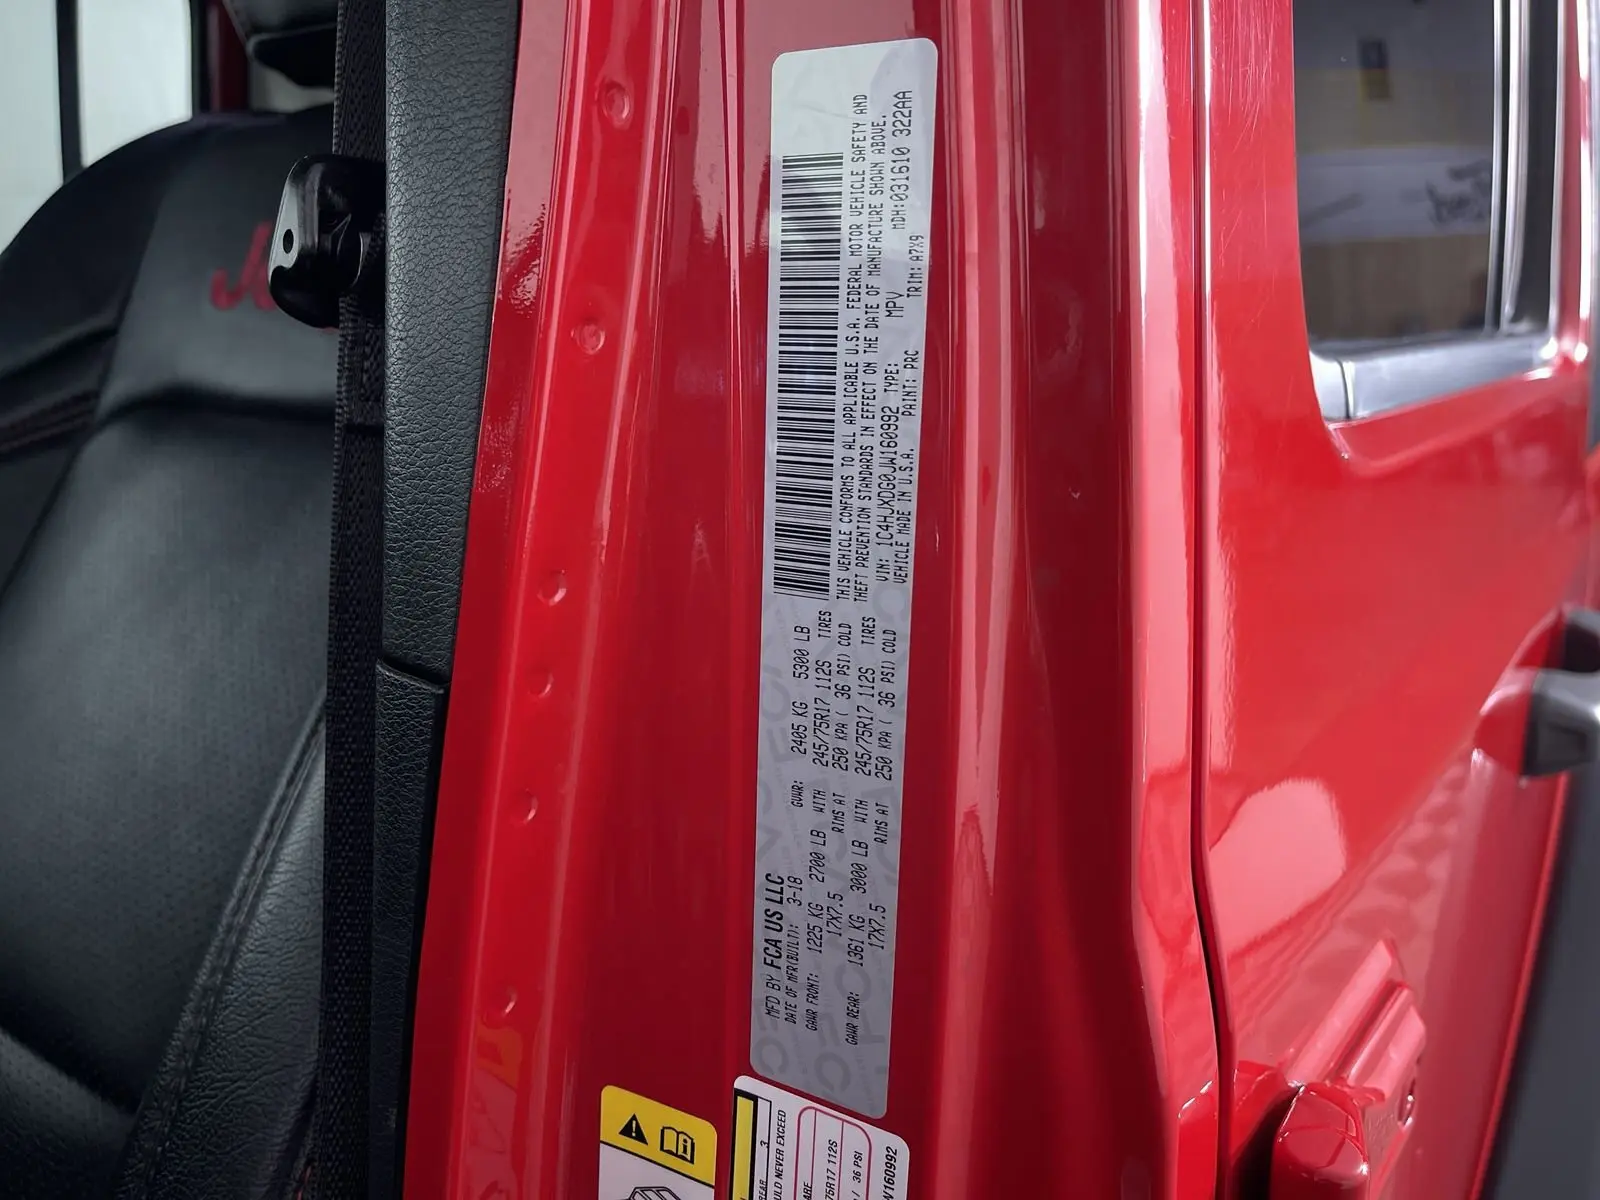 MFD BY FCA US LLC
DATE OF MFR(BUILT): 3-18 GVWR: 2405 KG 5300 LB
GAWR FRONT: 1225 KG 2700 LB WITH 245/75R17 112S TIRES
17X7.5 RIMS AT 250 KPA ( 36 PSI) COLD
GAWR REAR: 1361 KG 3000 LB WITH 245/75R17 112S TIRES
17X7.5 RIMS AT 250 KPA ( 36 PSI) COLD
THIS VEHICLE CONFORMS TO ALL APPLICABLE U.S.A. FEDERAL MOTOR VEHICLE SAFETY AND
THEFT PREVENTION STANDARDS IN EFFECT ON THE DATE OF MANUFACTURE SHOWN ABOVE.
VIN: 1C4HJXDG0JW160992 TYPE: MPV MDH:031610 322AA
VEHICLE MADE IN U.S.A. PAINT: PRC TRIM: A7X9
REAR 3
ULD NEVER EXCEED
ARE
75R17 112S
/ 36 PSI
W160992